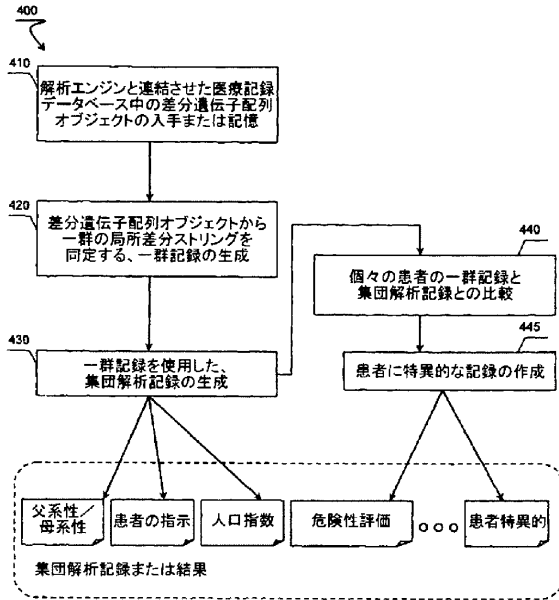 400
410
解析エンジンと連結させた医療記録
データベース中の差分遺伝子配列
オブジェクトの入手または記憶
420
差分遺伝子配列オブジェクトから
一群の局所差分ストリングを
同定する、一群記録の生成
430
一群記録を使用した、
集団解析記録の生成
440
個々の患者の一群記録と
集団解析記録との比較
445
患者に特異的な記録の作成
父系性／
母系性
患者の指示
人口指数
危険性評価
患者特異的
集団解析記録または結果